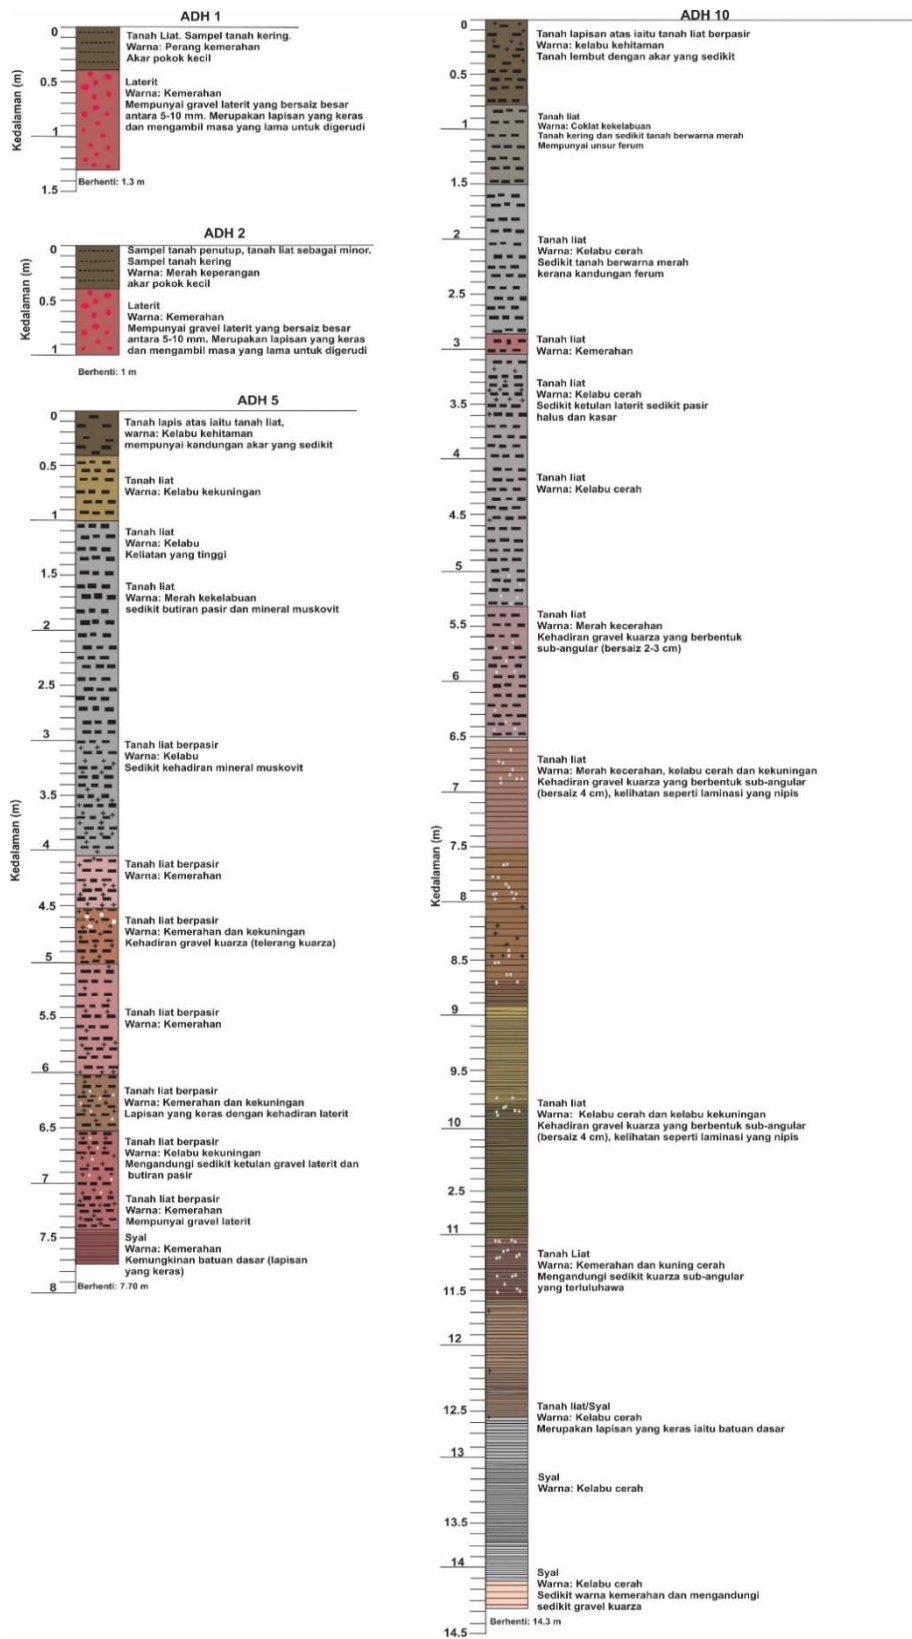 ADH 1
Kedalaman (m)
0
0.5
1
1.5
Tanah Liat. Sampel tanah kering.
Warna: Perang kemerahan
Akar pokok kecil
Laterit
Warna: Kemerahan
Mempunyai gravel laterit yang bersaiz besar
antara 5-10 mm. Merupakan lapisan yang keras
dan mengambil masa yang lama untuk digerudi
Berhenti: 1.3 m
ADH 2
Kedalaman (m)
0
0.5
1
Sampel tanah penutup, tanah liat sebagai minor.
Sampel tanah kering
Warna: Merah keperangan
akar pokok kecil
Laterit
Warna: Kemerahan
Mempunyai gravel laterit yang bersaiz besar
antara 5-10 mm. Merupakan lapisan yang keras
dan mengambil masa yang lama untuk digerudi
Berhenti: 1 m
ADH 5
Kedalaman (m)
0
0.5
1
1.5
2
2.5
3
3.5
4
4.5
5
5.5
6
6.5
7
7.5
8
Tanah lapis atas iaitu tanah liat,
warna: Kelabu kehitaman
mempunyai kandungan akar yang sedikit
Tanah liat
Warna: Kelabu kekuningan
Tanah liat
Warna: Kelabu
Keliatan yang tinggi
Tanah liat
Warna: Merah kekelabuan
sedikit butiran pasir dan mineral muskovit
Tanah liat berpasir
Warna: Kelabu
Sedikit kehadiran mineral muskovit
Tanah liat berpasir
Warna: Kemerahan
Tanah liat berpasir
Warna: Kemerahan dan kekuningan
Kehadiran gravel kuarza (telerang kuarza)
Tanah liat berpasir
Warna: Kemerahan
Tanah liat berpasir
Warna: Kemerahan dan kekuningan
Lapisan yang keras dengan kehadiran laterit
Tanah liat berpasir
Warna: Kelabu kekuningan
Mengandungi sedikit ketulan gravel laterit dan
butiran pasir
Tanah liat berpasir
Warna: Kemerahan
Mempunyai gravel laterit
Syal
Warna: Kemerahan
Kemungkinan batuan dasar (lapisan
yang keras)
Berhenti: 7.70 m
ADH 10
Kedalaman (m)
0
0.5
1
1.5
2
2.5
3
3.5
4
4.5
5
5.5
6
6.5
7
7.5
8
8.5
9
9.5
10
2.5
11
11.5
12
12.5
13
13.5
14
14.5
Tanah lapisan atas iaitu tanah liat berpasir
Warna: kelabu kehitaman
Tanah lembut dengan akar yang sedikit
Tanah liat
Warna: Coklat kekelabuan
Tanah kering dan sedikit tanah berwarna merah
Mempunyai unsur ferum
Tanah liat
Warna: Kelabu cerah
Sedikit tanah berwarna merah
kerana kandungan ferum
Tanah liat
Warna: Kemerahan
Tanah liat
Warna: Kelabu cerah
Sedikit ketulan laterit sedikit pasir
halus dan kasar
Tanah liat
Warna: Kelabu cerah
Tanah liat
Warna: Merah kecerahan
Kehadiran gravel kuarza yang berbentuk
sub-angular (bersaiz 2-3 cm)
Tanah liat
Warna: Merah kecerahan, kelabu cerah dan kekuningan
Kehadiran gravel kuarza yang berbentuk sub-angular
(bersaiz 4 cm), kelihatan seperti laminasi yang nipis
Tanah liat
Warna: Kelabu cerah dan kelabu kekuningan
Kehadiran gravel kuarza yang berbentuk sub-angular
(bersaiz 4 cm), kelihatan seperti laminasi yang nipis
Tanah Liat
Warna: Kemerahan dan kuning cerah
Mengandungi sedikit kuarza sub-angular
yang terluluhawa
Tanah liat/Syal
Warna: Kelabu cerah
Merupakan lapisan yang keras iaitu batuan dasar
Syal
Warna: Kelabu cerah
Syal
Warna: Kelabu cerah
Sedikit warna kemerahan dan mengandungi
sedikit gravel kuarza
Berhenti: 14.3 m